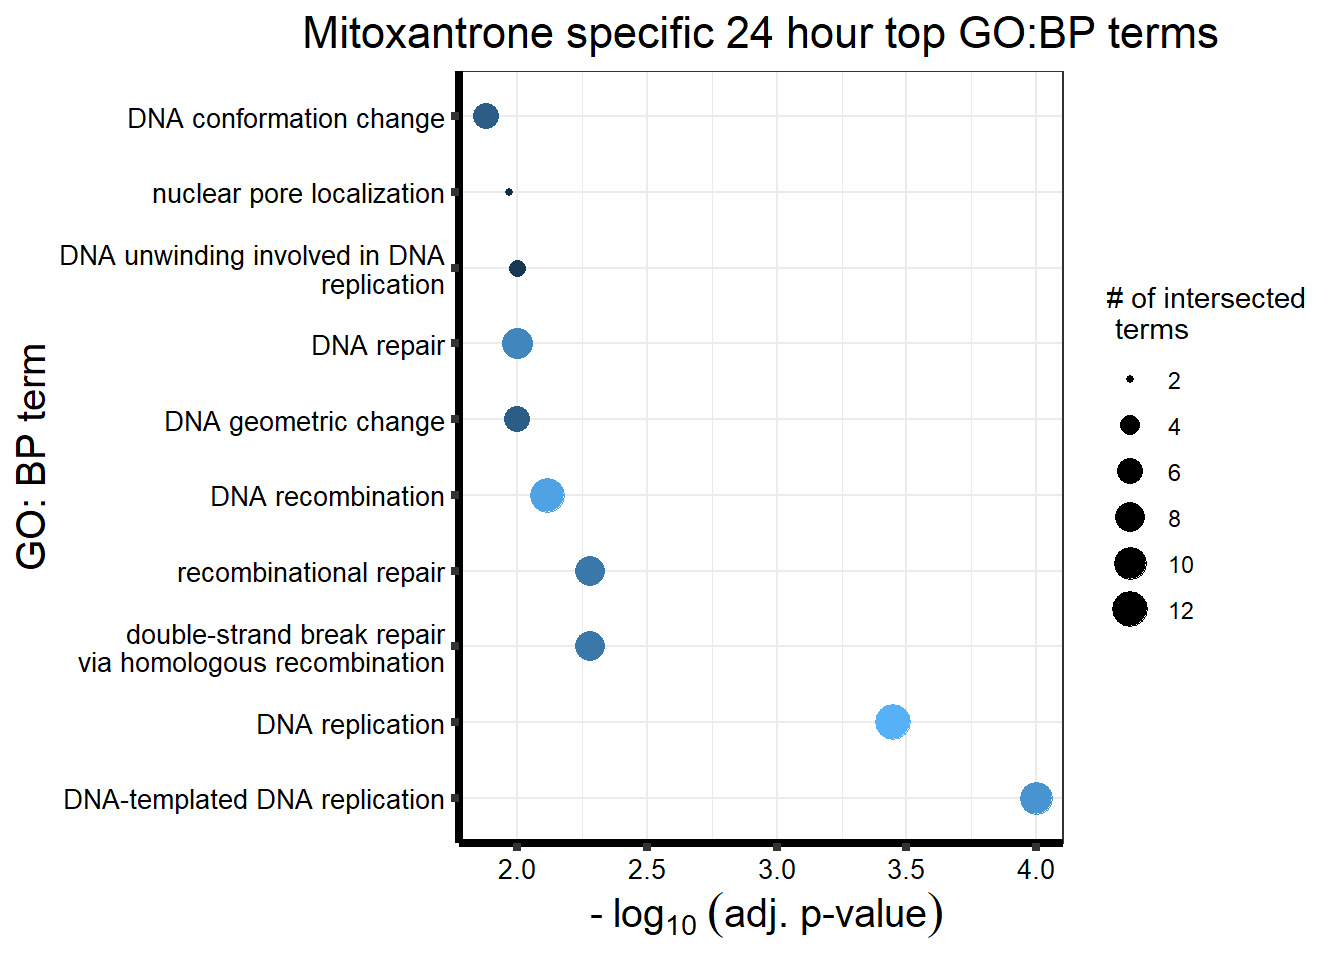 Mitoxantrone specific 24 hour top GO:BP terms
GO: BP term
DNA conformation change
nuclear pore localization
DNA unwinding involved in DNA
replication
DNA repair
DNA geometric change
DNA recombination
recombinational repair
double-strand break repair
via homologous recombination
DNA replication
DNA-templated DNA replication
2.0 2.5 3.0 3.5 4.0
- log10 (adj. p-value)
# of intersected
terms
2
4
6
8
10
12